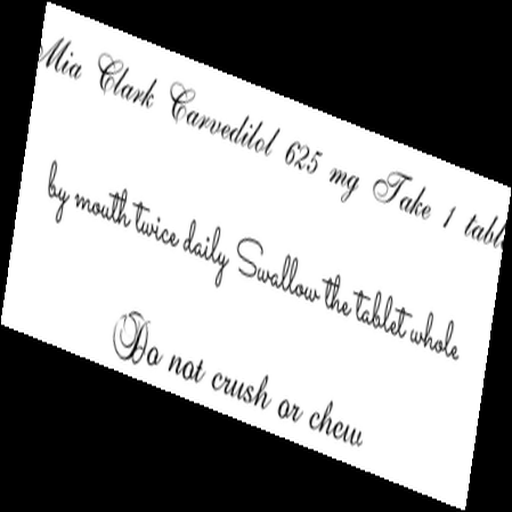 Mia Clark Carvedilol 625 mg Take 1 tabl
by mouth twice daily Swallow the tablet whole
Do not crush or chew